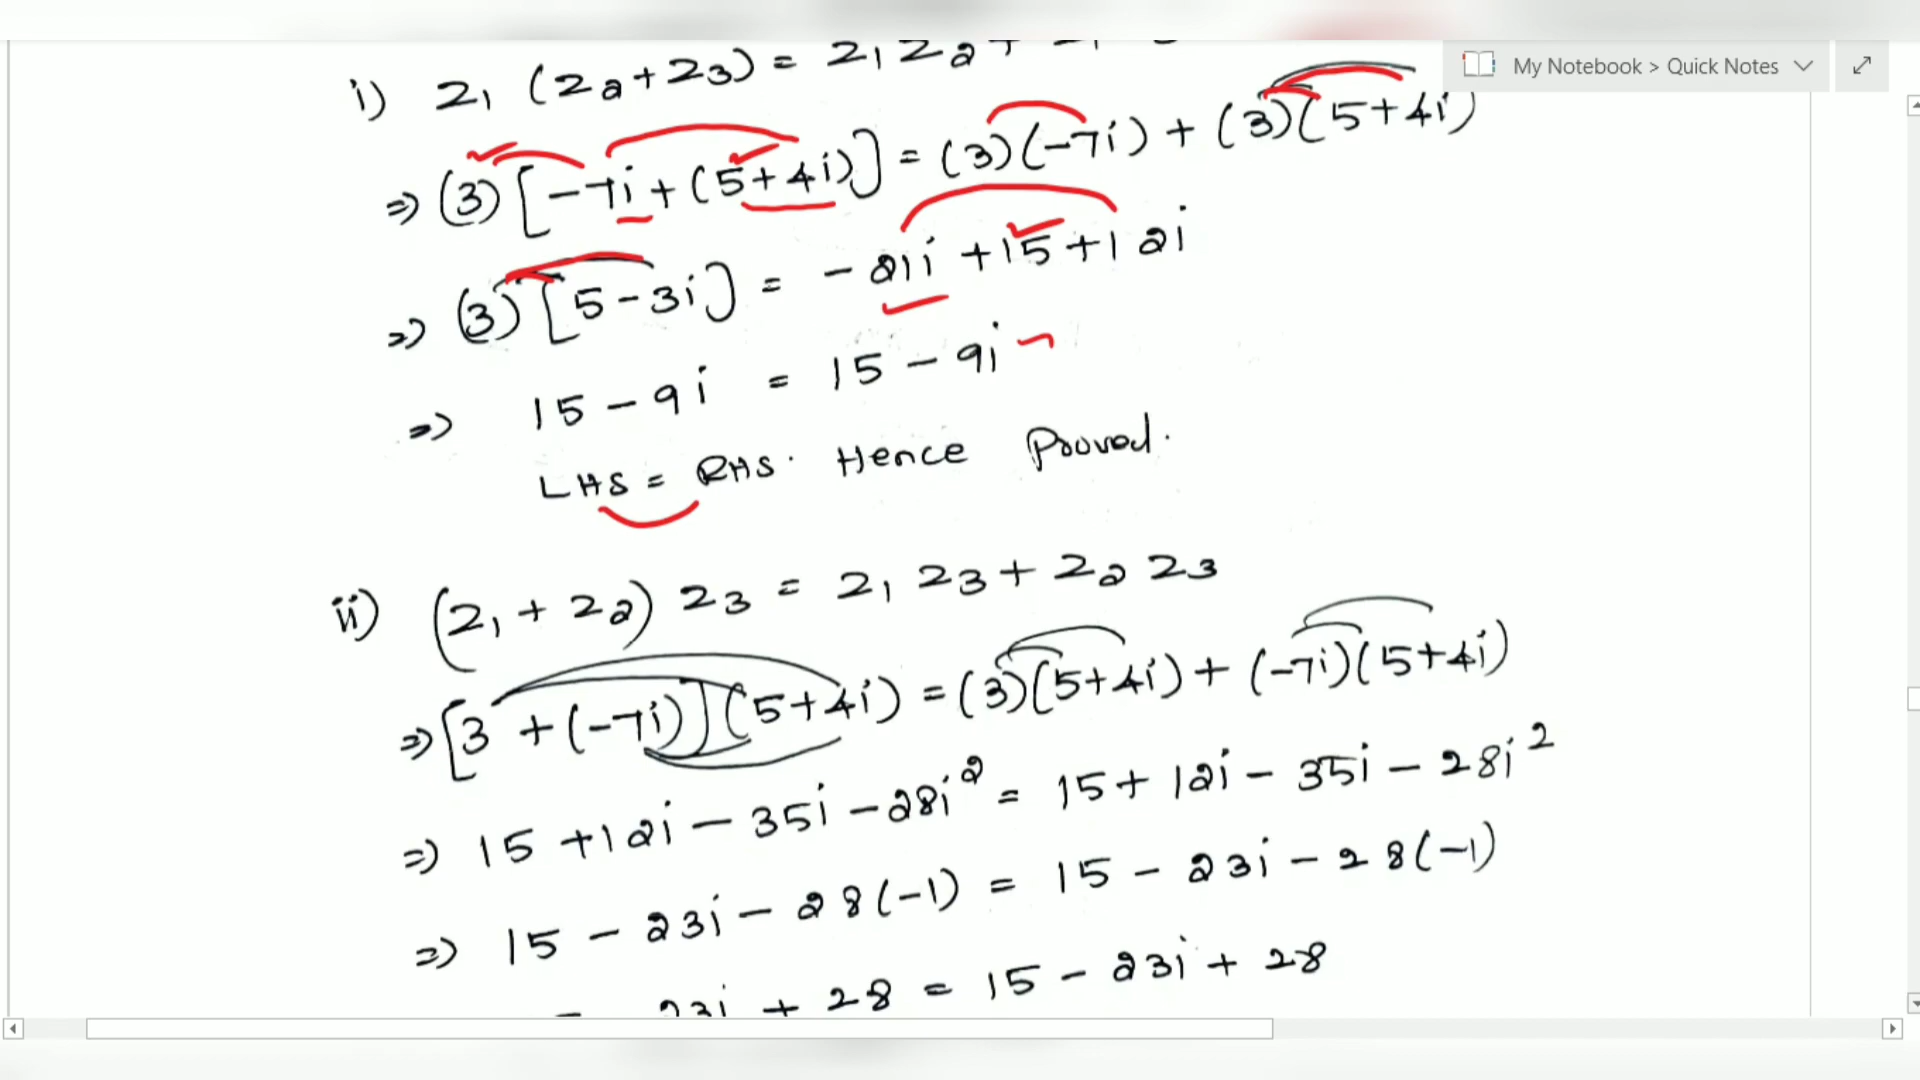 My Notebook > Quick Notes
i) z₁ (z₂+z₃) = z₁z₂+
⇒ (3) [-7i+(5+4i)] = (3)(-7i) + (3)(5+4i)
⇒ (3) [5-3i] = -21i +15+12i
⇒ 15-9i = 15-9i
LHS = RHS. Hence Proved.
ii) (z₁+z₂) z₃ = z₁ z₃ + z₂ z₃
⇒ [3 +(-7i)](5+4i) = (3)(5+4i) + (-7i)(5+4i)
⇒ 15 +12i - 35i - 28i² = 15+ 12i - 35i - 28i²
⇒ 15 - 23i - 28(-1) = 15 - 23i - 28(-1)
23i + 28 = 15 - 23i + 28